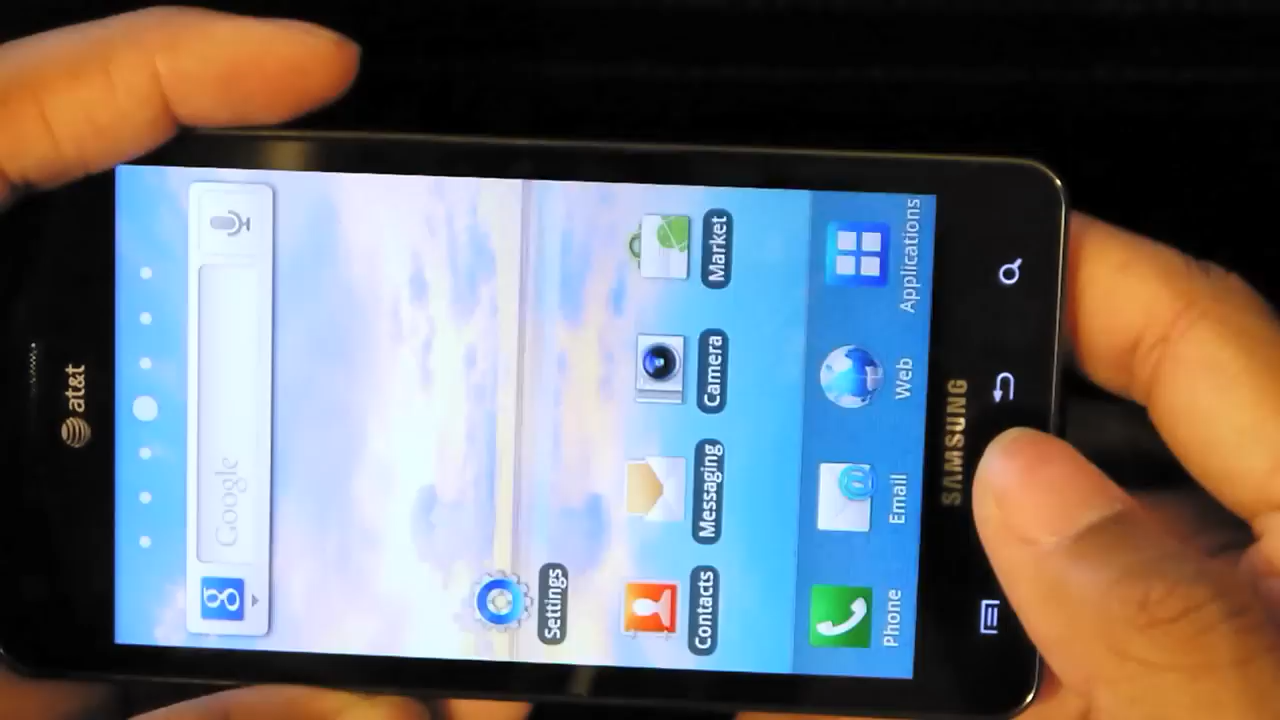 at&t
Google
g
Settings
Contacts
Messaging
Camera
Market
Phone
Email
Web
Applications
SAMSUNG